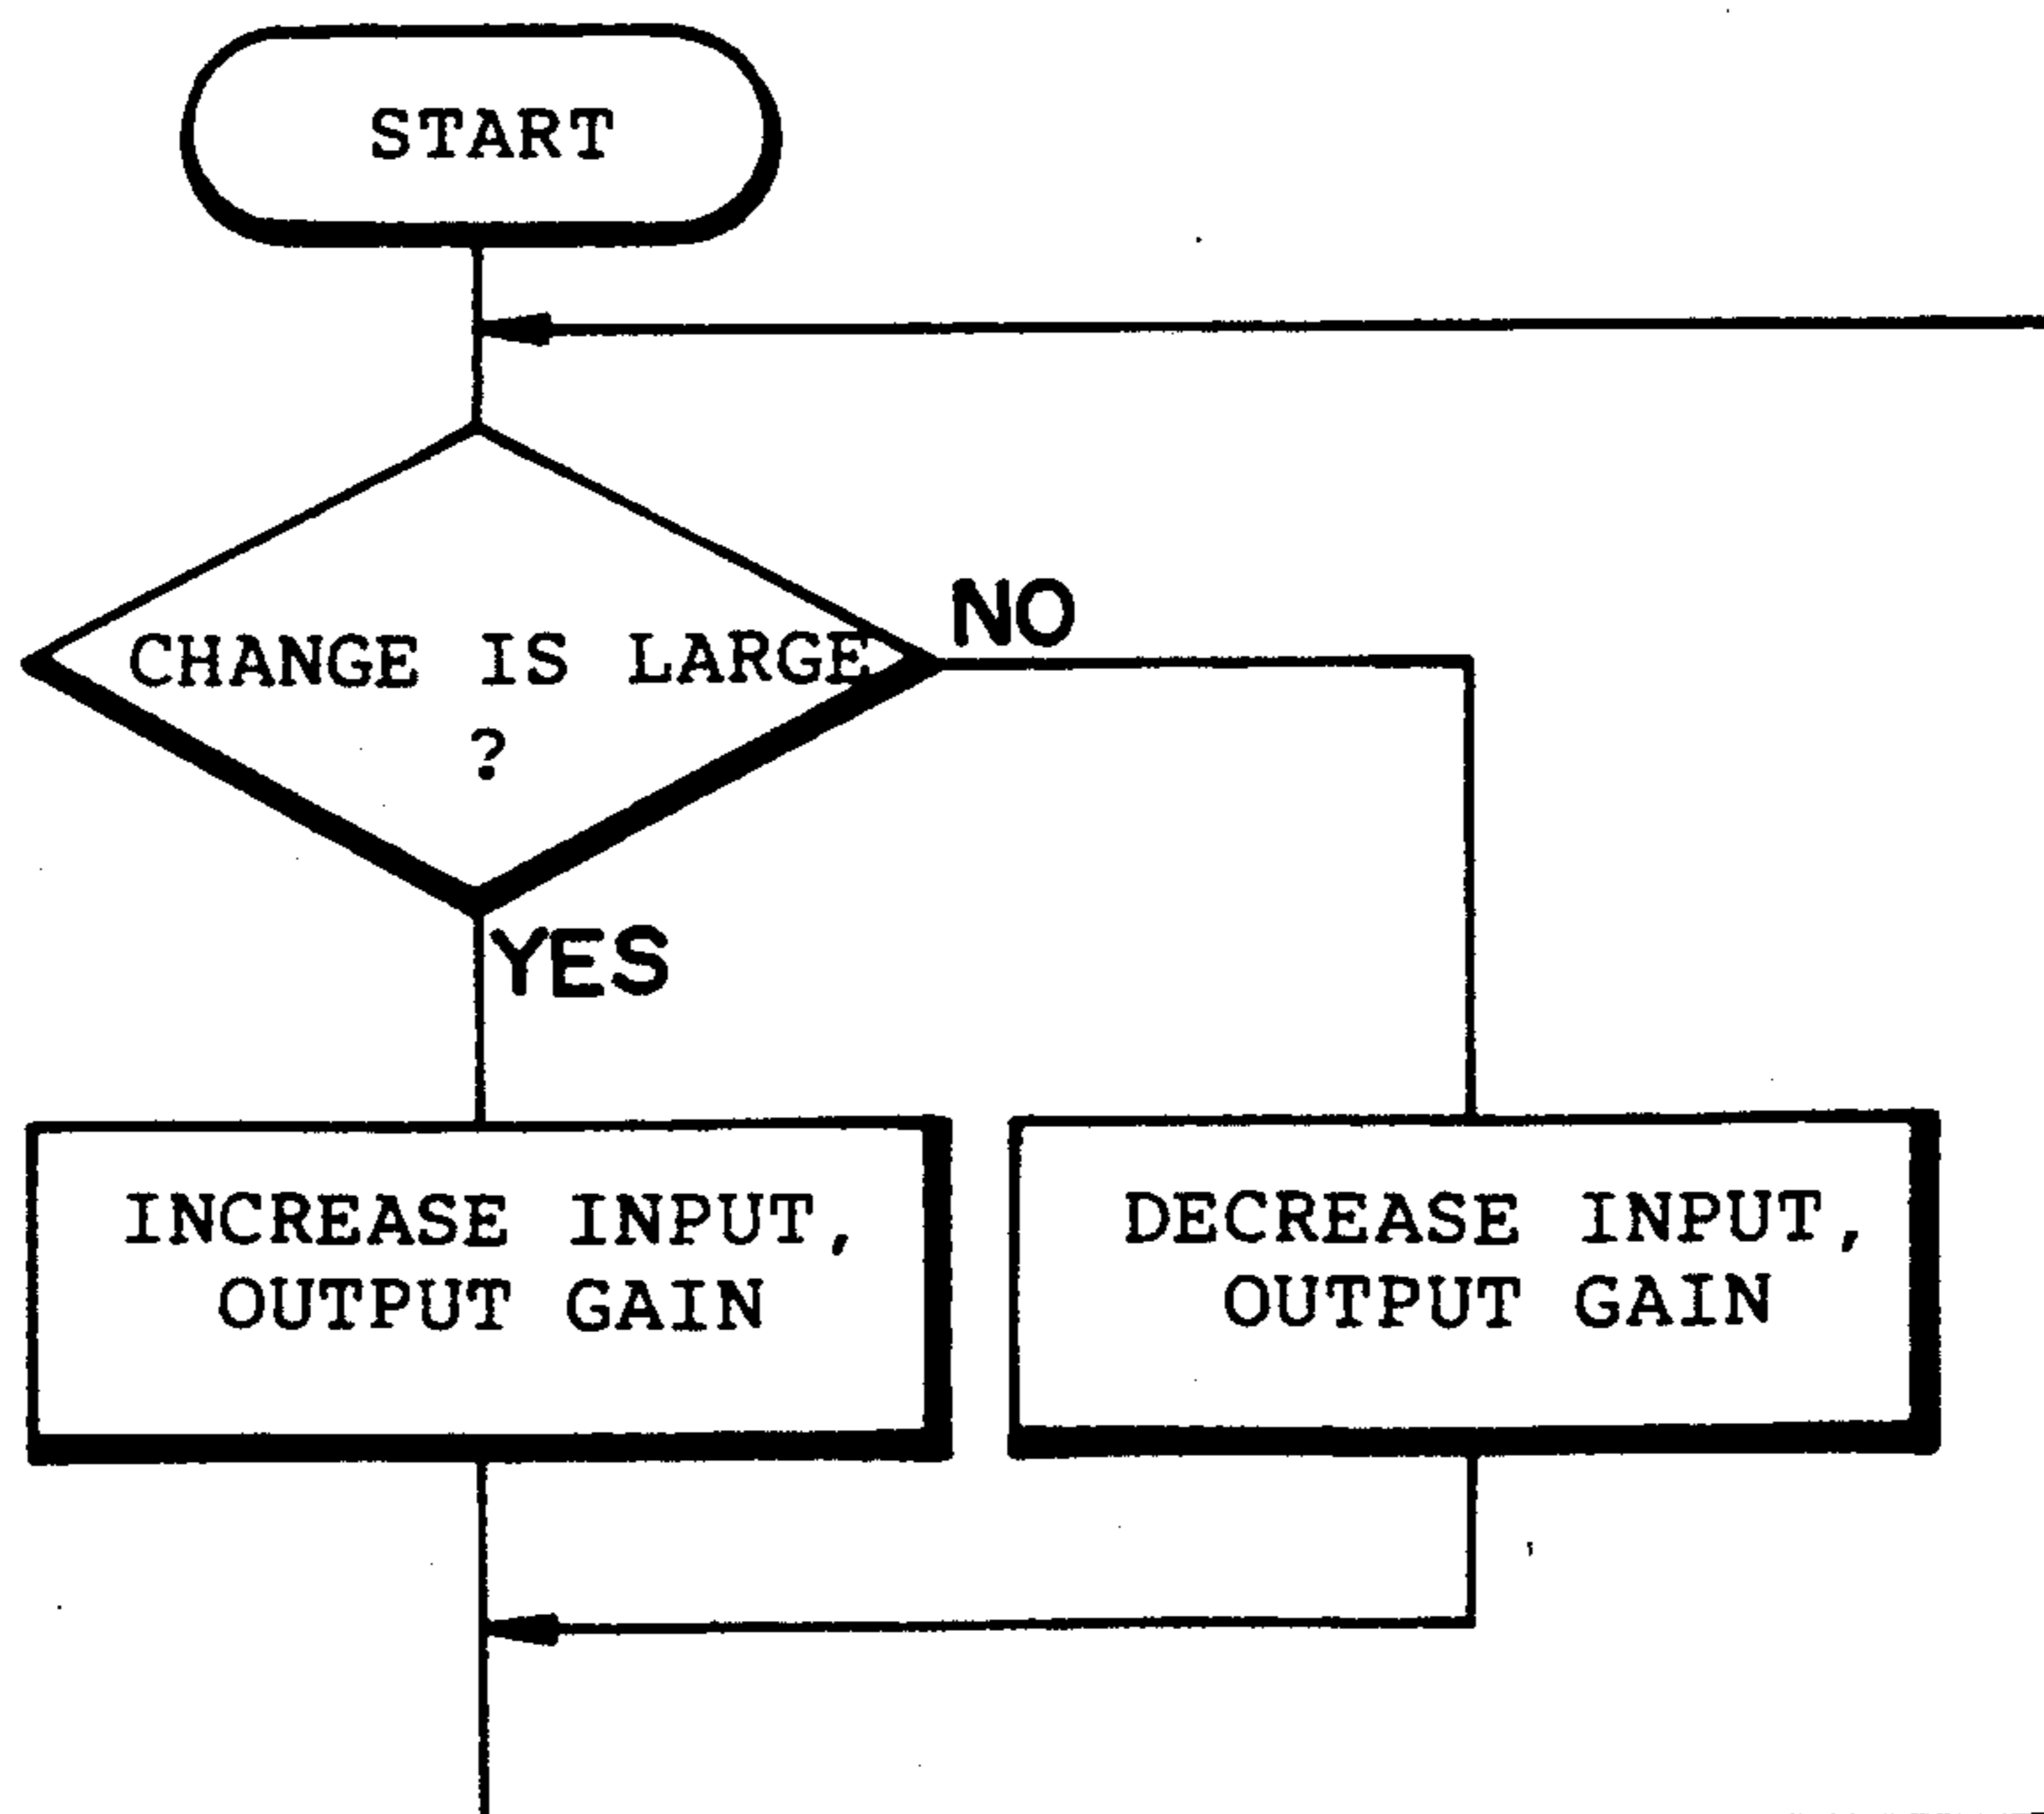 START
CHANGE IS LARGE
?
NO
YES
INCREASE INPUT,
OUTPUT GAIN
DECREASE INPUT,
OUTPUT GAIN